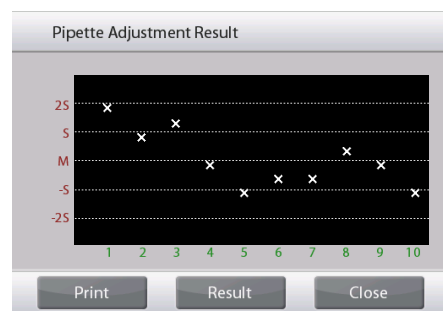 Pipette Adjustment Result
2S
S
M
-S
-2S
1 2 3 4 5 6 7 8 9 10
Print Result Close